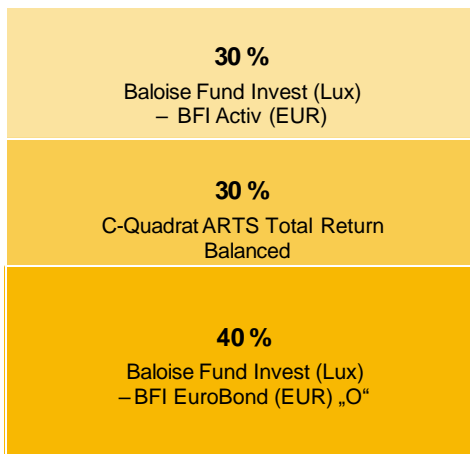 30 %
Baloise Fund Invest (Lux)
– BFI Activ (EUR)
30 %
C-Quadrat ARTS Total Return
Balanced
40 %
Baloise Fund Invest (Lux)
– BFI EuroBond (EUR) „O“